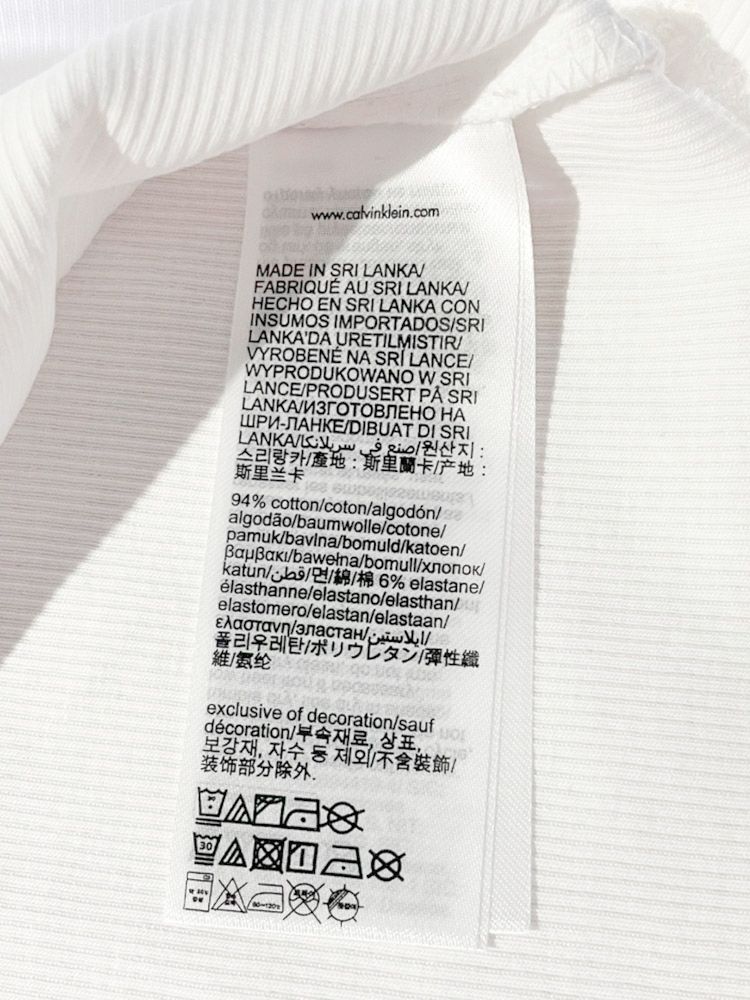 www.calvinklein.com
MADE IN SRI LANKA/
FABRIQUÉ AU SRI LANKA/
HECHO EN SRI LANKA CON
INSUMOS IMPORTADOS/SRI
LANKA'DA URETILMISTIR/
VYROBENÉ NA SRÍ LANCE/
WYPRODUKOWANO W SRI
LANCE/PRODUSERT PÅ SRI
LANKA/ИЗГОТОВЛЕНО НА
ШРИ-ЛАНКЕ/DIBUAT DI SRI
LANKA/صنع في سريلانكا/원산지 :
스리랑카/產地 : 斯里蘭卡/产地 :
斯里兰卡
94% cotton/coton/algodón/
algodão/baumwolle/cotone/
pamuk/bavlna/bomuld/katoen/
βαμβακι/bawełna/bomull/хлопок/
katun/قطن/면/綿/棉 6% elastane/
élasthanne/elastano/elasthan/
elastomero/elastan/elastaan/
ελαστανη/эластан/إيلاستين/
폴리우레탄/ポリウレタン/彈性纖
維/氨纶
exclusive of decoration/sauf
décoration/부속재료, 상표,
보강재, 자수 등 제외/不含裝飾/
装饰部分除外.
30
80~120℃